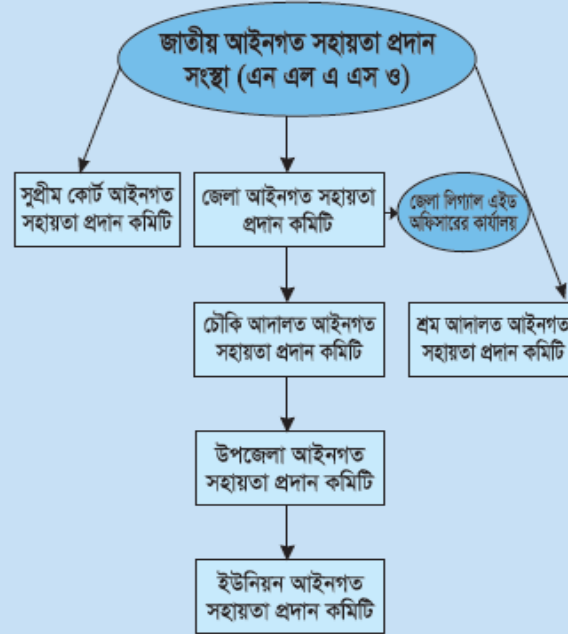 জাতীয় আইনগত সহায়তা প্রদান
সংস্থা (এন এল এ এস ও)
সুপ্রীম কোর্ট আইনগত
সহায়তা প্রদান কমিটি
জেলা আইনগত সহায়তা
প্রদান কমিটি
জেলা লিগ্যাল এইড
অফিসারের কার্যালয়
চৌকি আদালত আইনগত
সহায়তা প্রদান কমিটি
শ্রম আদালত আইনগত
সহায়তা প্রদান কমিটি
উপজেলা আইনগত
সহায়তা প্রদান কমিটি
ইউনিয়ন আইনগত
সহায়তা প্রদান কমিটি